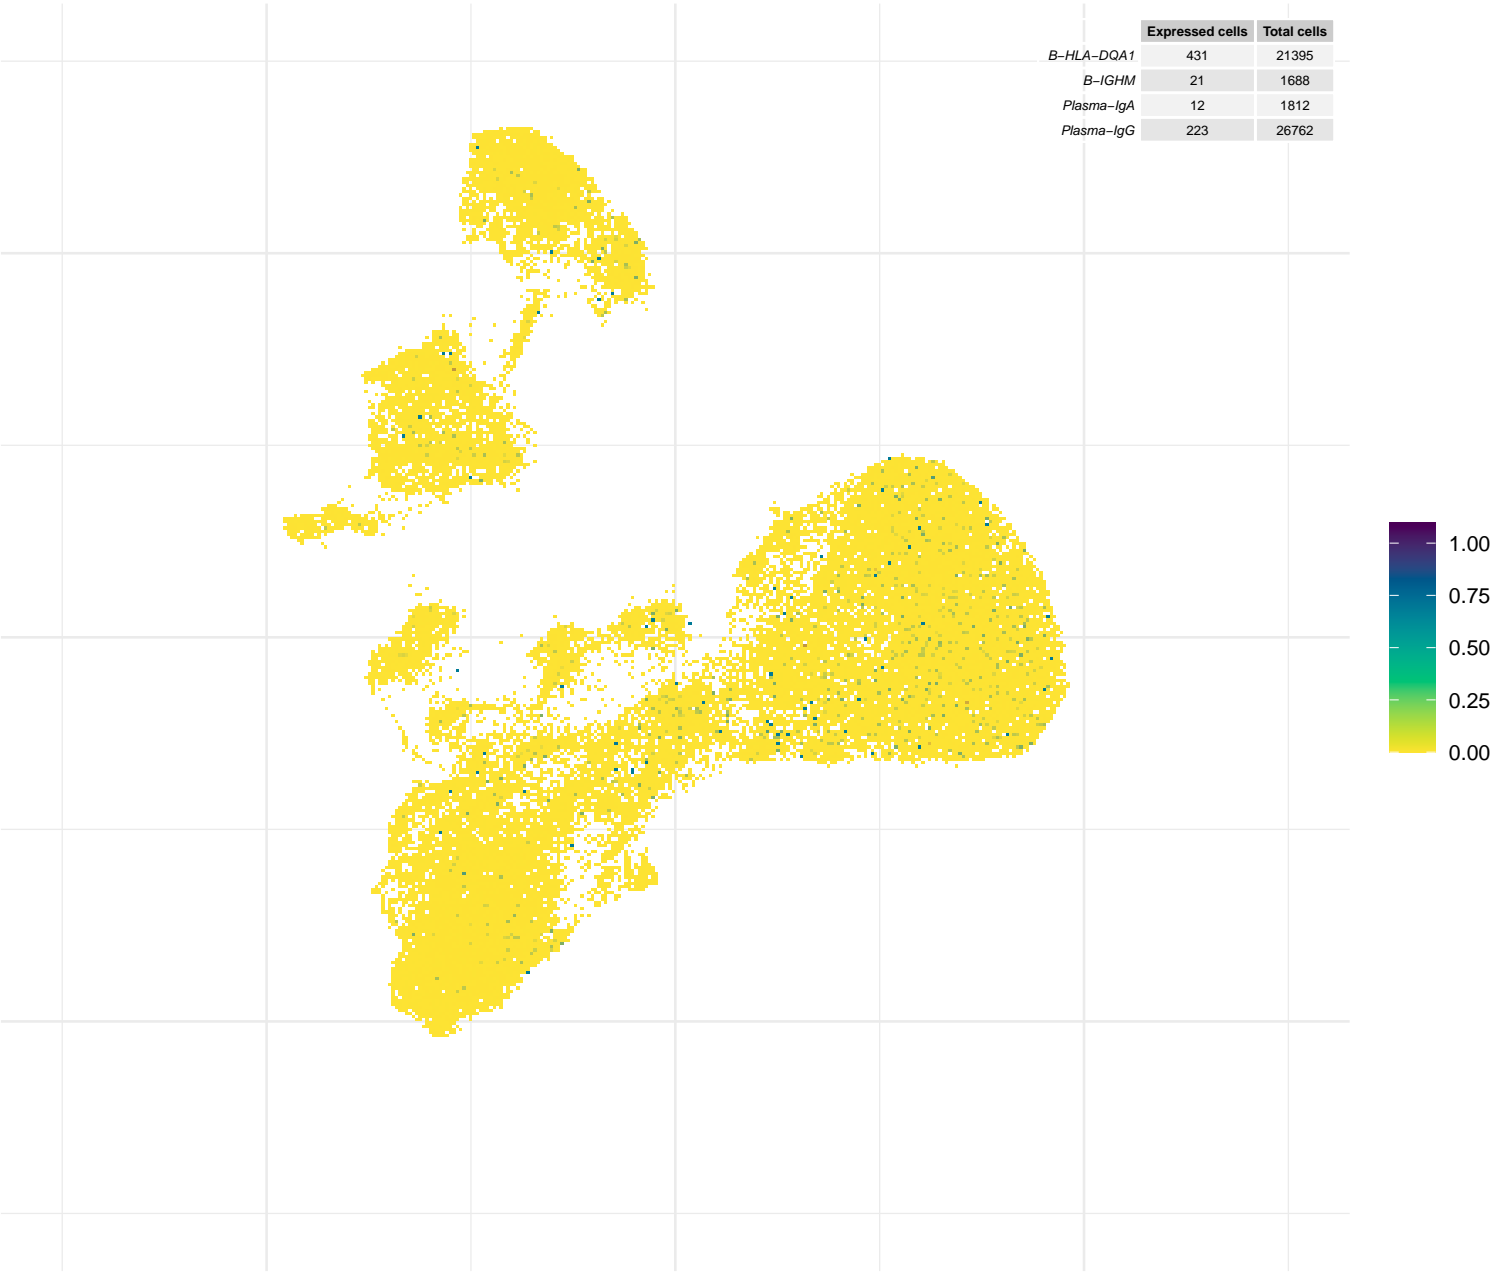 Expressed cells Total cells
B−HLA−DQA1 431 21395
B−IGHM 21 1688
Plasma−IgA 12 1812
Plasma−IgG 223 26762
1.00
0.75
0.50
0.25
0.00